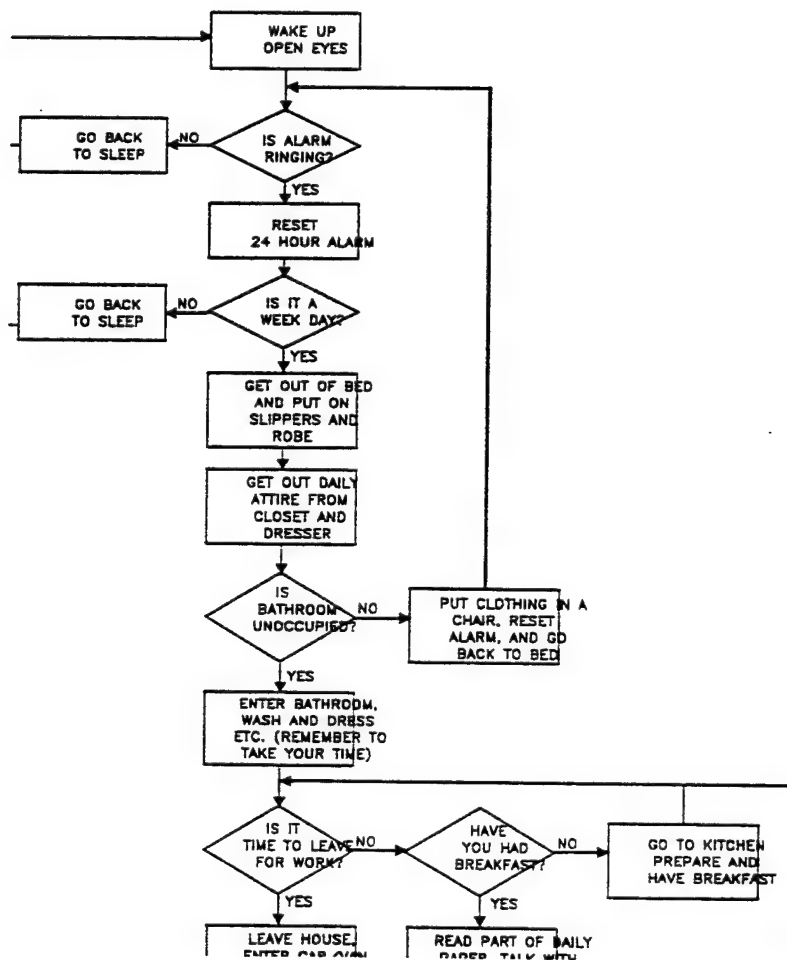 WAKE UP
OPEN EYES
IS ALARM
RINGING?
NO
GO BACK
TO SLEEP
YES
RESET
24 HOUR ALARM
IS IT A
WEEK DAY?
NO
GO BACK
TO SLEEP
YES
GET OUT OF BED
AND PUT ON
SLIPPERS AND
ROBE
GET OUT DAILY
ATTIRE FROM
CLOSET AND
DRESSER
IS
BATHROOM
UNOCCUPIED?
NO
PUT CLOTHING IN A
CHAIR, RESET
ALARM, AND GO
BACK TO BED
YES
ENTER BATHROOM,
WASH AND DRESS
ETC. (REMEMBER TO
TAKE YOUR TIME)
IS IT
TIME TO LEAVE
FOR WORK?
NO
HAVE
YOU HAD
BREAKFAST?
NO
GO TO KITCHEN
PREPARE AND
HAVE BREAKFAST
YES
LEAVE HOUSE,
ENTER CAR
YES
READ PART OF DAILY
PAPER, TALK WITH